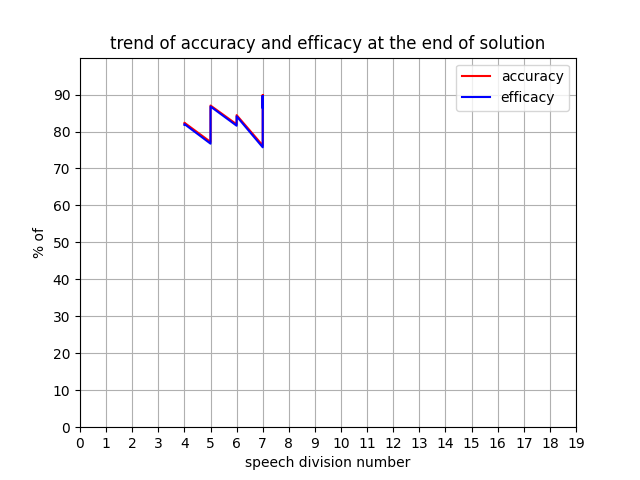 trend of accuracy and efficacy at the end of solution
accuracy
efficacy
90
80
70
60
50
40
30
20
10
0
% of
0 1 2 3 4 5 6 7 8 9 10 11 12 13 14 15 16 17 18 19
speech division number